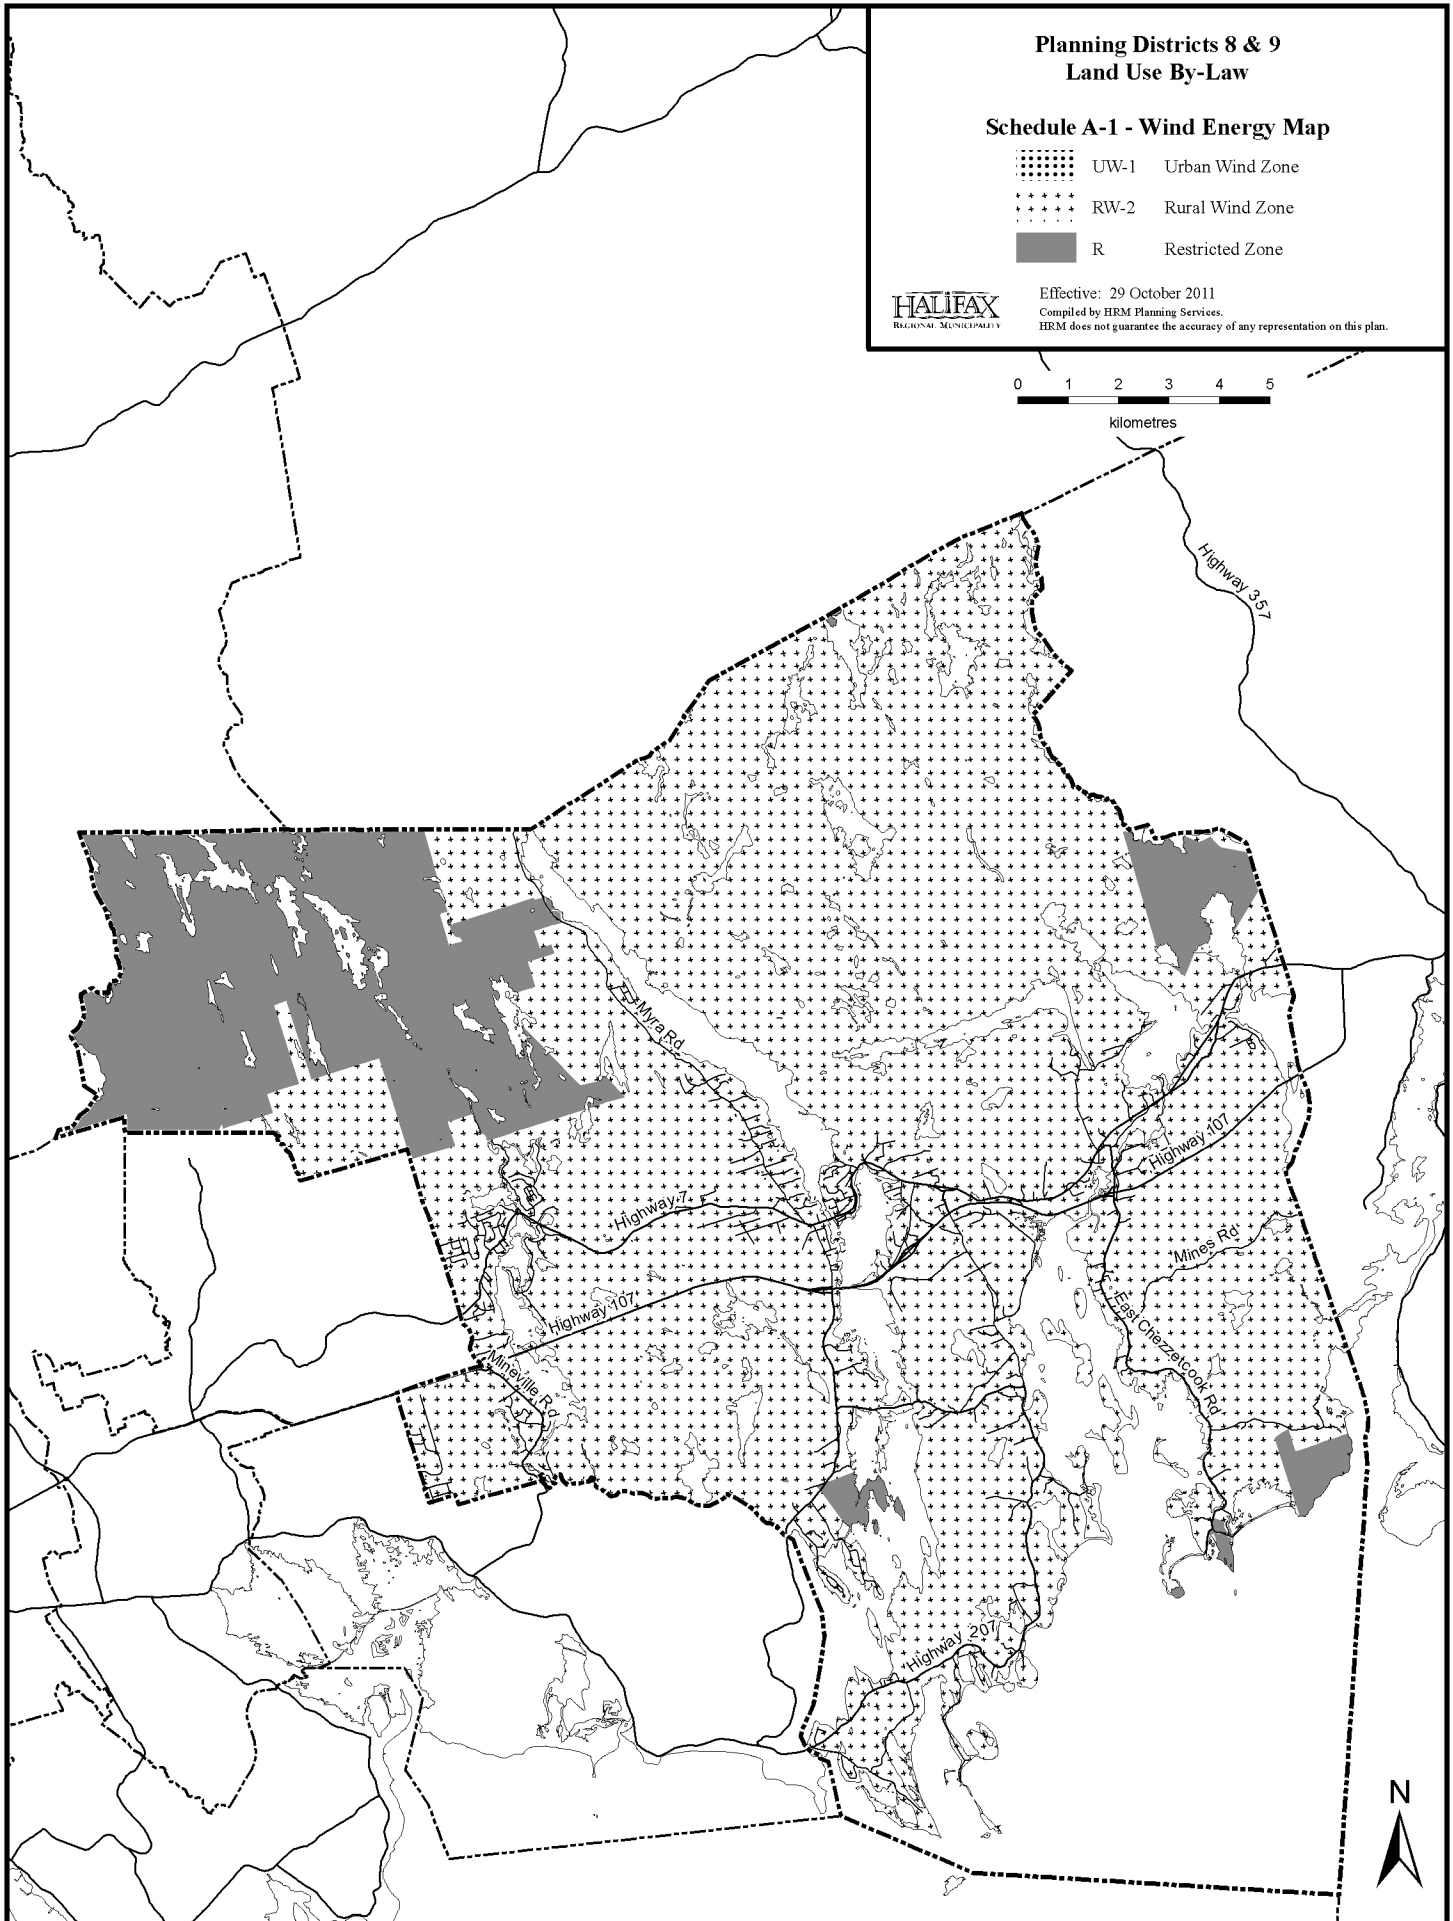 Planning Districts 8 & 9
Land Use By-Law
Schedule A-1 - Wind Energy Map
UW-1 Urban Wind Zone
RW-2 Rural Wind Zone
R Restricted Zone
HALIFAX
REGIONAL MUNICIPALITY
Effective: 29 October 2011
Compiled by HRM Planning Services.
HRM does not guarantee the accuracy of any representation on this plan.
0 1 2 3 4 5
kilometres
Highway 357
Myra Rd
Highway 107
Highway 7
Mines Rd
Highway 107
East Chezzetcook Rd
Mineville Rd
Highway 207
N